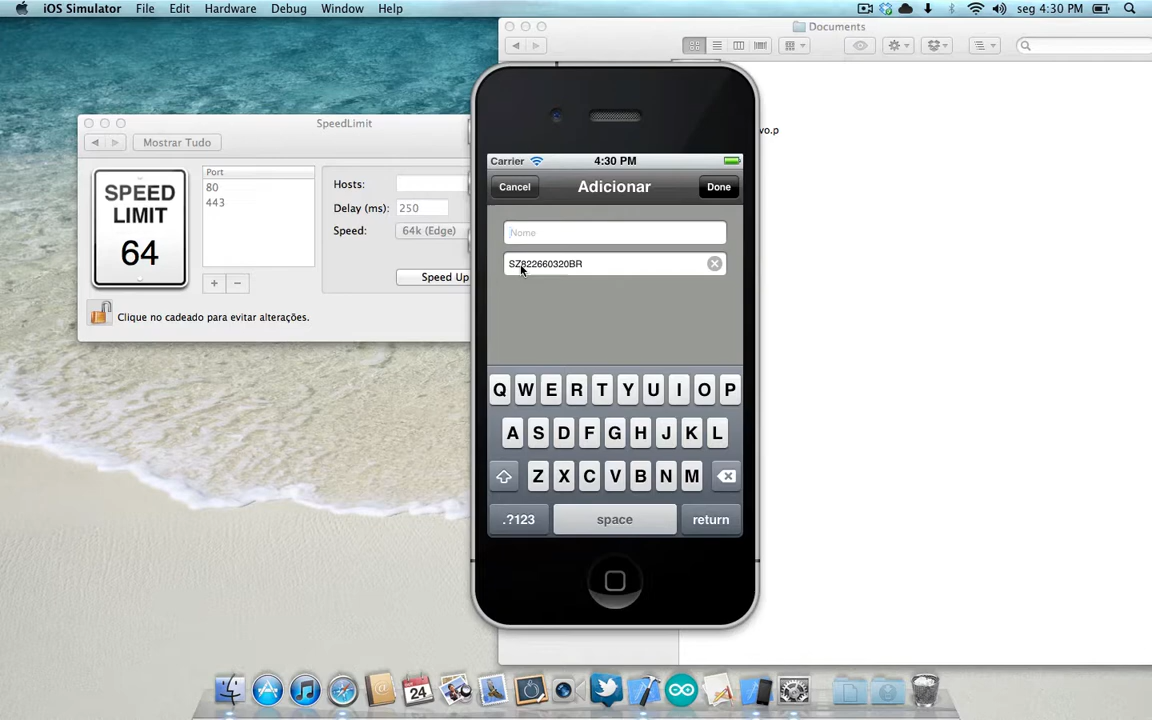 iOS Simulator File Edit Hardware Debug Window Help seg 4:30 PM
Documents
SpeedLimit
Mostrar Tudo
vo.p
SPEED
LIMIT
64
Port
80
443
Hosts:
Delay (ms): 250
Speed: 64k (Edge)
Speed Up
Clique no cadeado para evitar alterações.
Carrier 4:30 PM
Cancel Adicionar Done
Nome
SZ822660320BR
Q W E R T Y U I O P
A S D F G H J K L
Z X C V B N M
.?123 space return
OCT
24